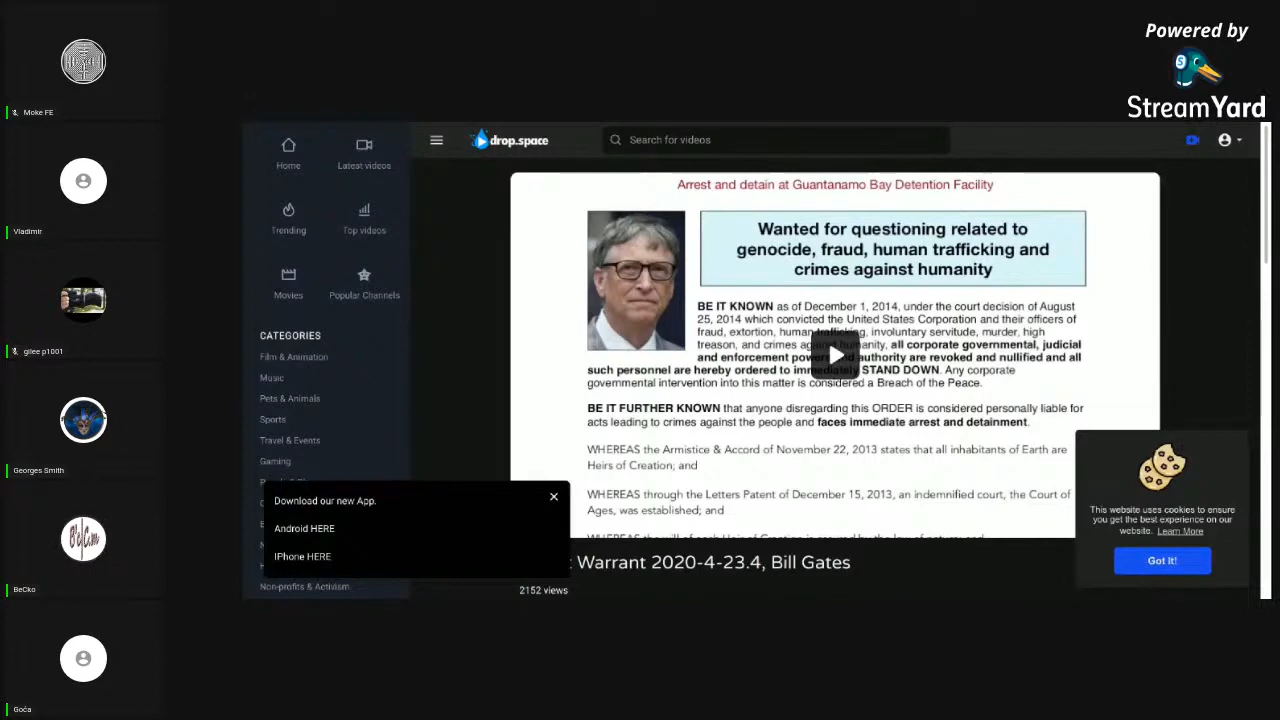 Powered by
StreamYard
Moke FE
Vladimir
gilee p1001
Georges Smith
BeCko
Goća
Home
Latest videos
Trending
Top videos
Movies
Popular Channels
CATEGORIES
Film & Animation
Music
Pets & Animals
Sports
Travel & Events
Gaming
Non-profits & Activism
Download our new App.
Android HERE
IPhone HERE
drop.space
Search for videos
Arrest and detain at Guantanamo Bay Detention Facility
Wanted for questioning related to
genocide, fraud, human trafficking and
crimes against humanity
BE IT KNOWN as of December 1, 2014, under the court decision of August
25, 2014 which convicted the United States Corporation and their officers of
fraud, extortion, human trafficking, involuntary servitude, murder, high
treason, and crimes against humanity, all corporate governmental, judicial
and enforcement powers and authority are revoked and nullified and all
such personnel are hereby ordered to immediately STAND DOWN. Any corporate
governmental intervention into this matter is considered a Breach of the Peace.
BE IT FURTHER KNOWN that anyone disregarding this ORDER is considered personally liable for
acts leading to crimes against the people and faces immediate arrest and detainment.
WHEREAS the Armistice & Accord of November 22, 2013 states that all inhabitants of Earth are
Heirs of Creation; and
WHEREAS through the Letters Patent of December 15, 2013, an indemnified court, the Court of
Ages, was established; and
Warrant 2020-4-23.4, Bill Gates
2152 views
This website uses cookies to ensure
you get the best experience on our
website. Learn More
Got It!